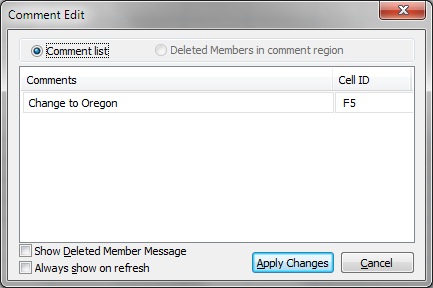 Comment Edit
Comment list Deleted Members in comment region
Comments Cell ID
Change to Oregon F5
Show Deleted Member Message
Always show on refresh
Apply Changes Cancel